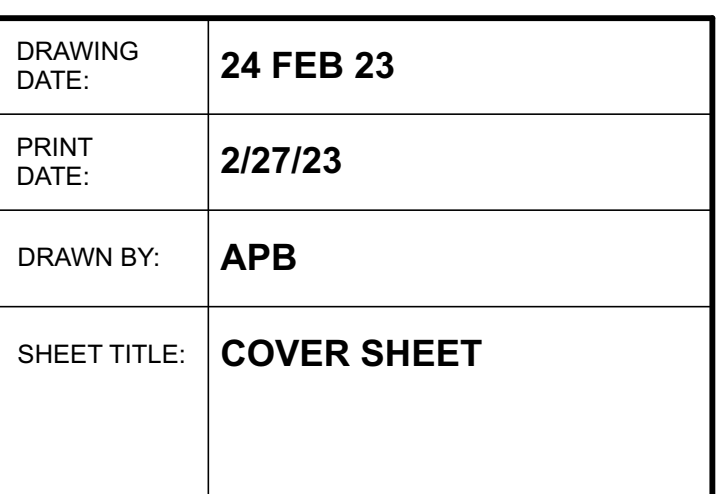 DRAWING
DATE:
24 FEB 23
PRINT
DATE:
2/27/23
DRAWN BY:
APB
SHEET TITLE:
COVER SHEET